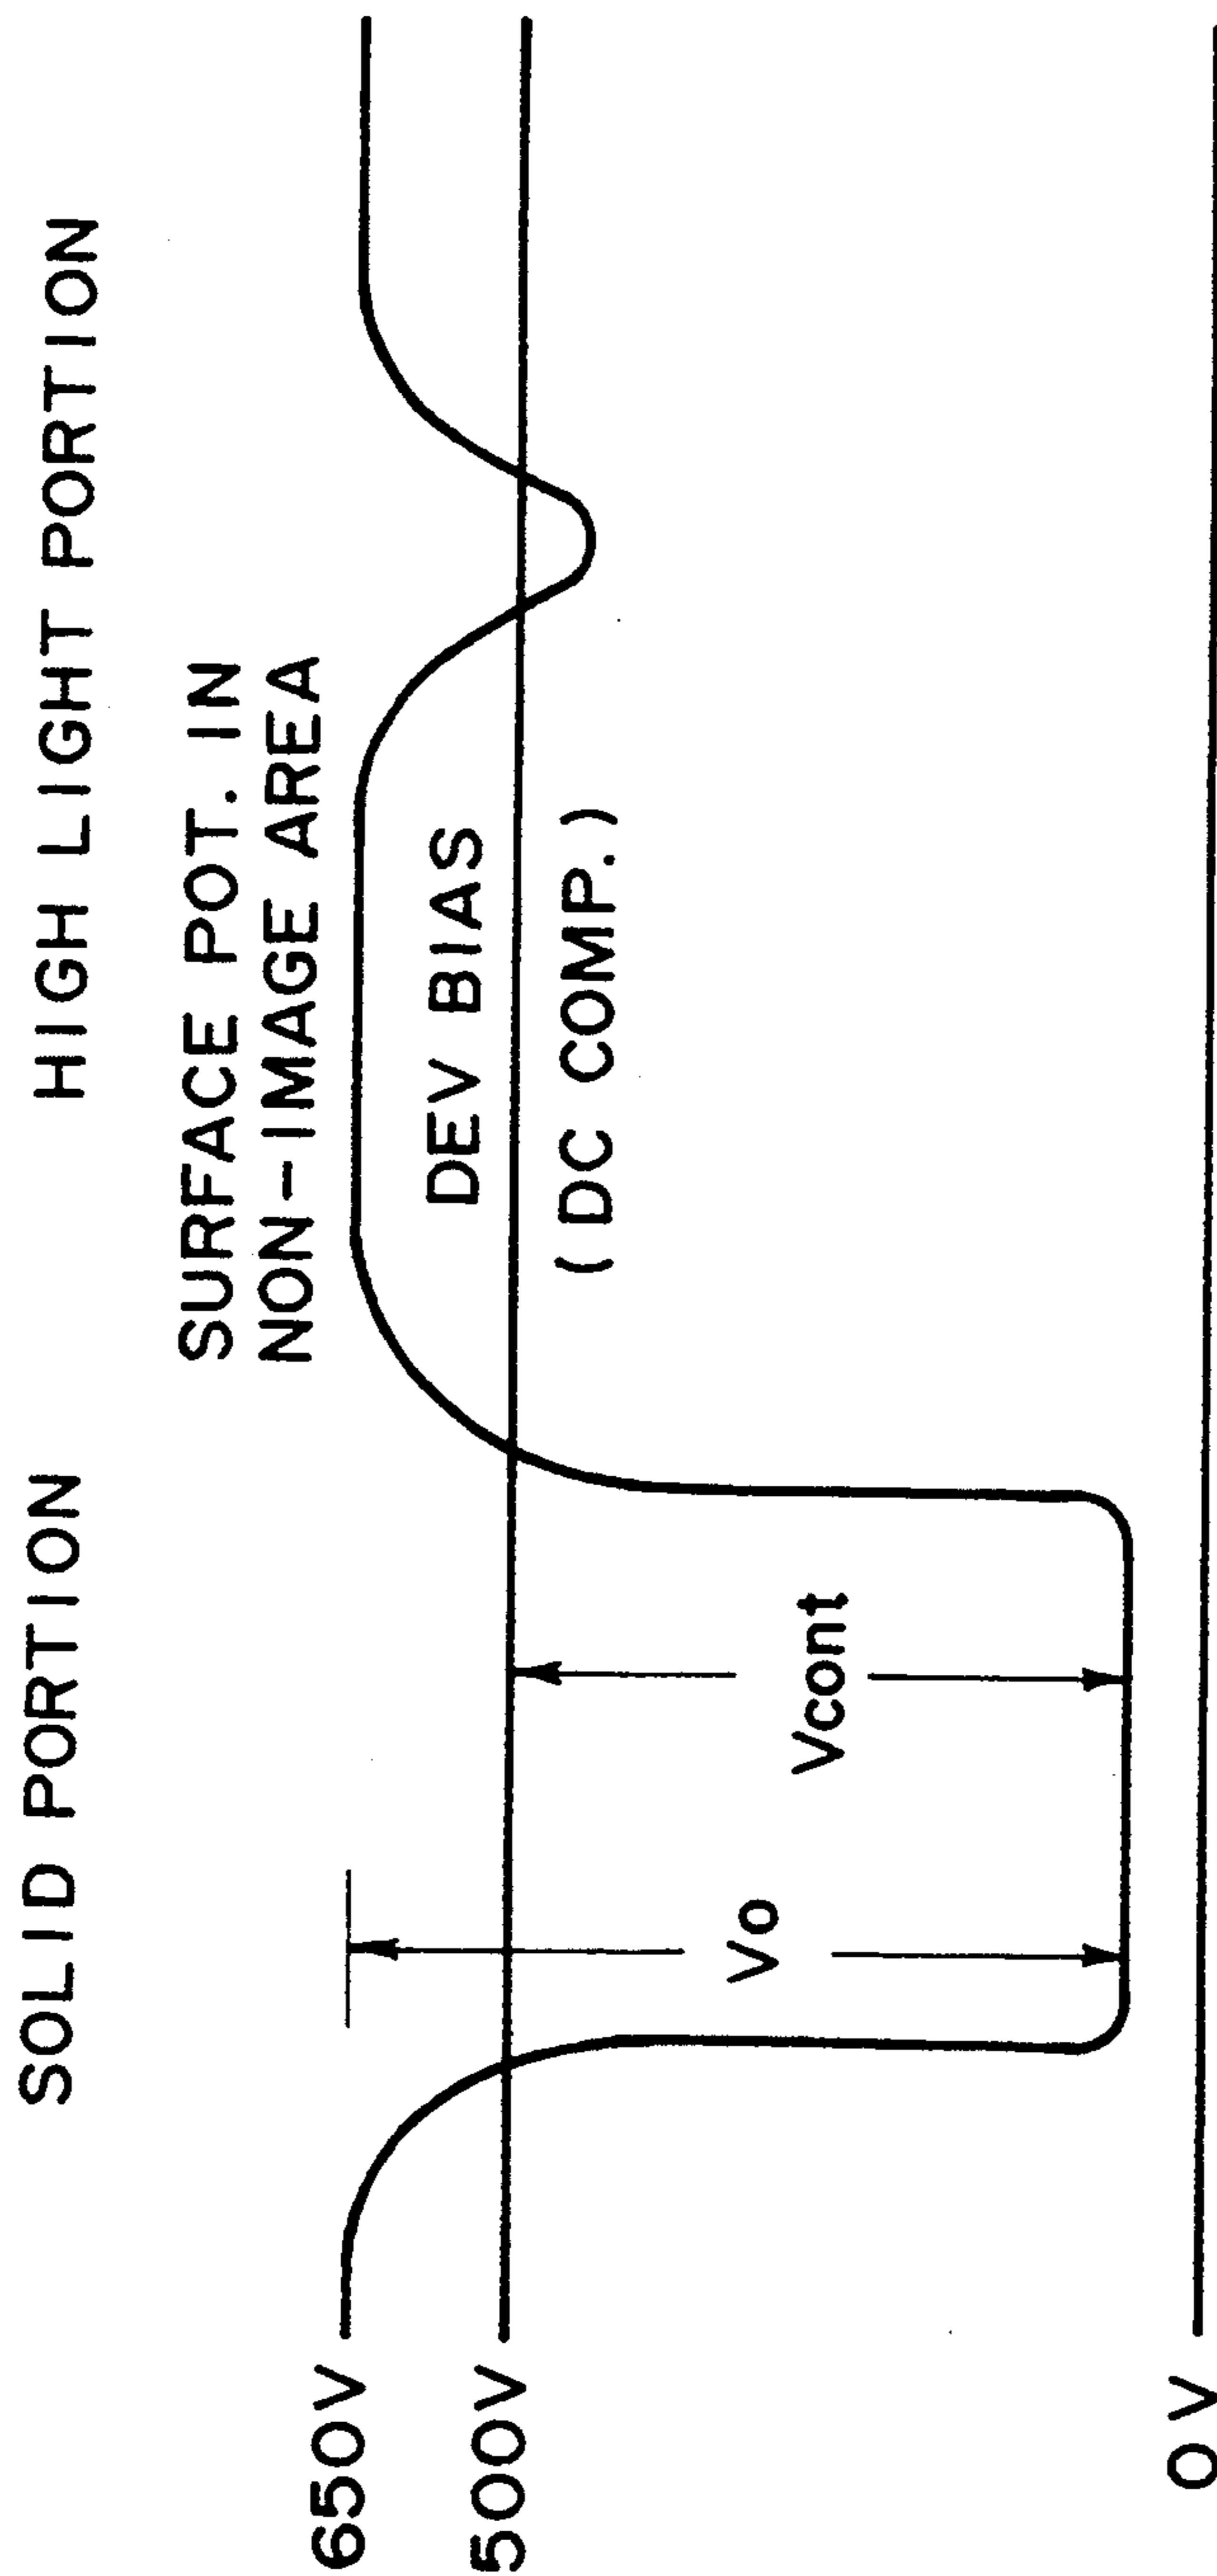 SOLID PORTION
HIGH LIGHT PORTION
SURFACE POT. IN
NON-IMAGE AREA
650V
DEV BIAS
500V
(DC COMP.)
Vo
Vcont
0 V